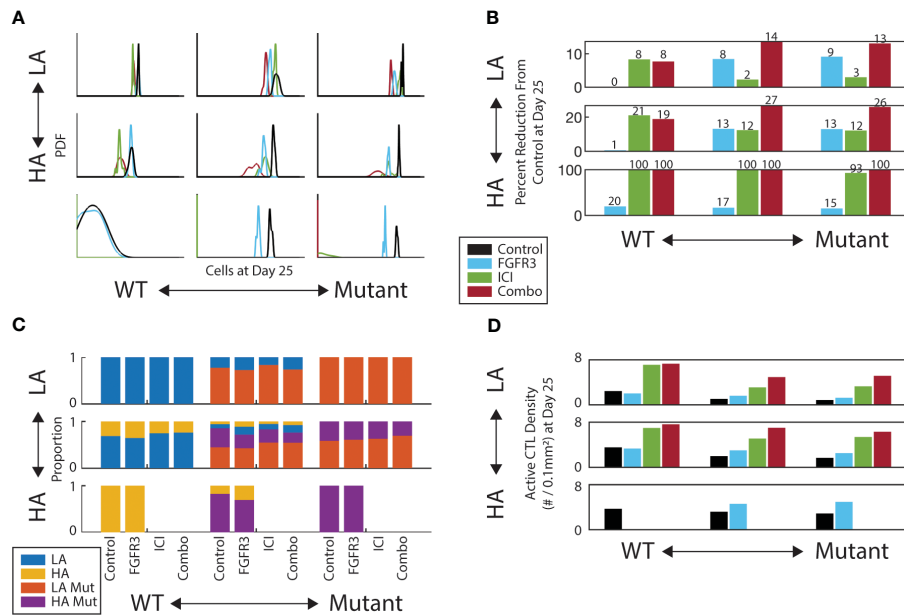 A
LA
HA
PDF
Cells at Day 25
WT
Mutant
B
LA
HA
Percent Reduction From
Control at Day 25
10
0
0
8
8
8
2
14
9
3
13
20
0
1
21
19
13
12
27
13
12
26
100
0
20
100
100
17
100
100
15
93
100
WT
Mutant
Control
FGFR3
ICI
Combo
C
LA
HA
Proportion
1
0
1
0
1
0
Control
FGFR3
ICI
Combo
Control
FGFR3
ICI
Combo
Control
FGFR3
ICI
Combo
WT
Mutant
LA
HA
LA Mut
HA Mut
D
LA
HA
Active CTL Density
(# / 0.1mm²) at Day 25
8
0
8
0
8
0
WT
Mutant